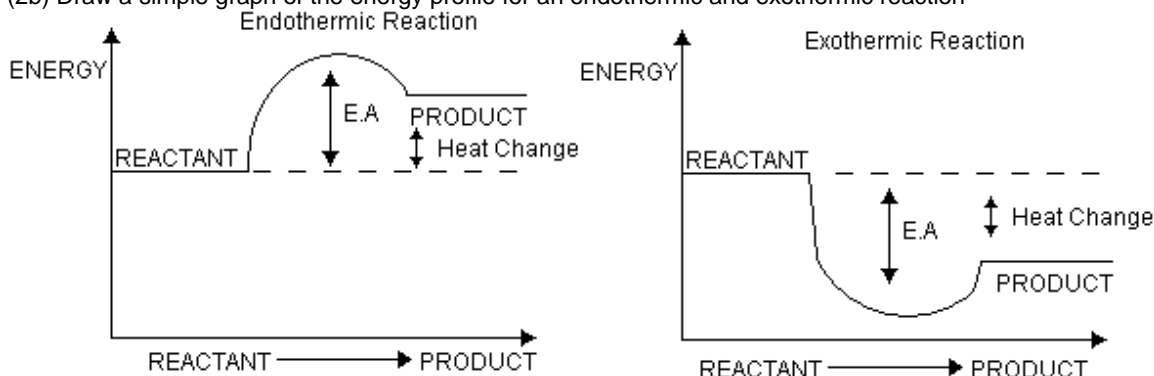 (2b) Draw a simple graph of the energy profile for an endothermic and exothermic reaction
Endothermic Reaction
ENERGY
E.A
PRODUCT
Heat Change
REACTANT
REACTANT PRODUCT
Exothermic Reaction
ENERGY
REACTANT
E.A
Heat Change
PRODUCT
REACTANT PRODUCT